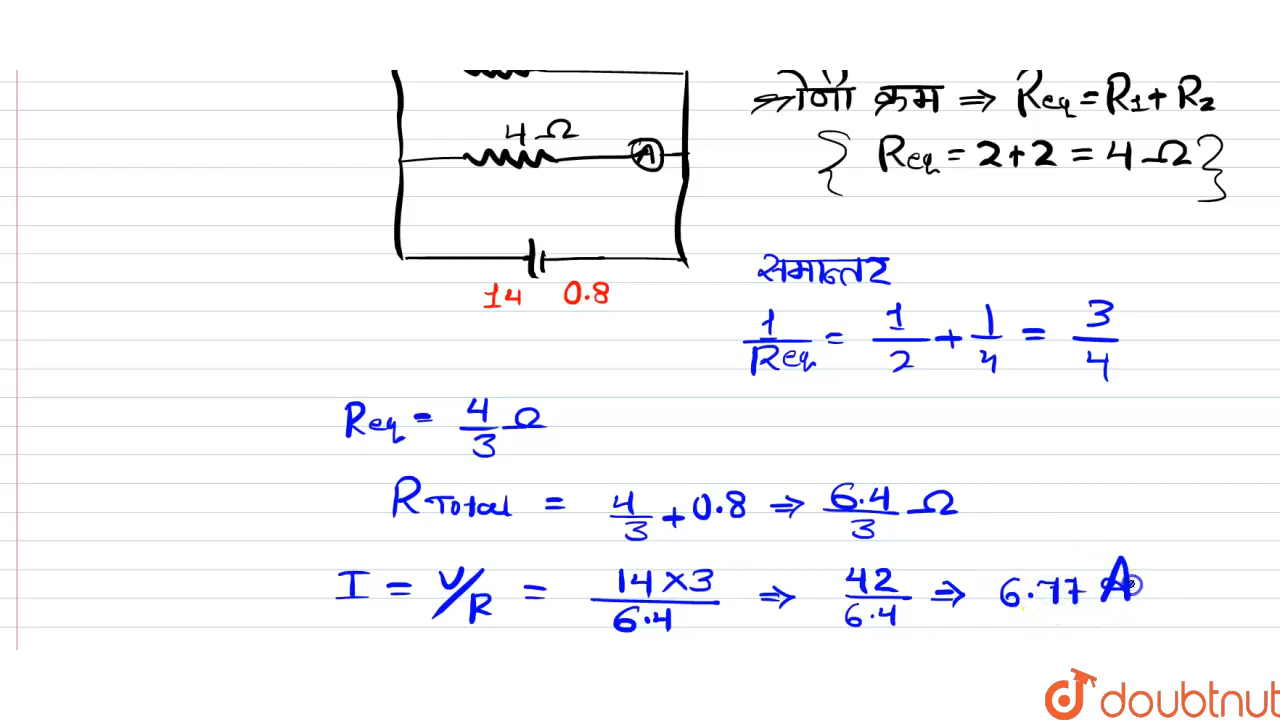 श्रेणी क्रम ⇒ Req = R1 + R2
{ Req = 2 + 2 = 4 Ω }
4 Ω
A
14 0.8
समान्तर
1/Req = 1/2 + 1/4 = 3/4
Req = 4/3 Ω
RTotal = 4/3 + 0.8 ⇒ 6.4/3 Ω
I = V/R = 14 × 3/6.4 ⇒ 42/6.4 ⇒ 6.77 A
doubtnut